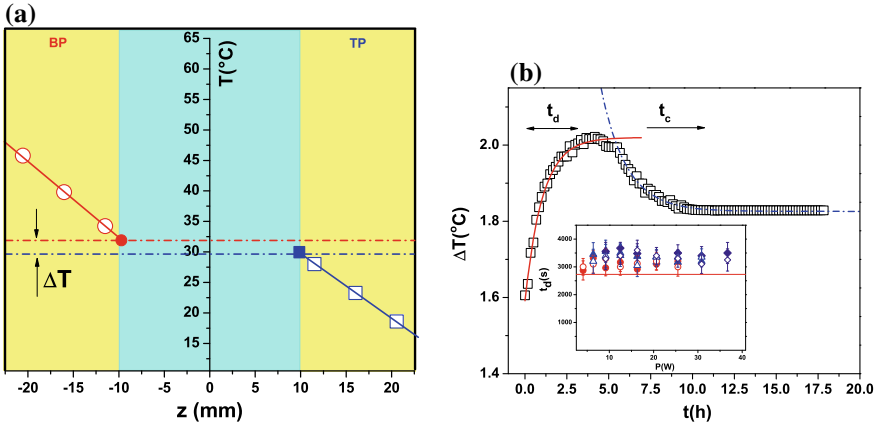 (a)
BP
TP
T(°C)
65
60
55
50
45
40
35
30
25
20
15
ΔT
-20 -15 -10 -5 0 5 10 15 20
z (mm)
(b)
t_d
t_c
ΔT(°C)
2.2
2.0
1.8
1.6
1.4
0.0 2.5 5.0 7.5 10.0 12.5 15.0 17.5 20.0
t(h)
t_d(s)
4000
3000
2000
1000
10 20 30 40
P(W)